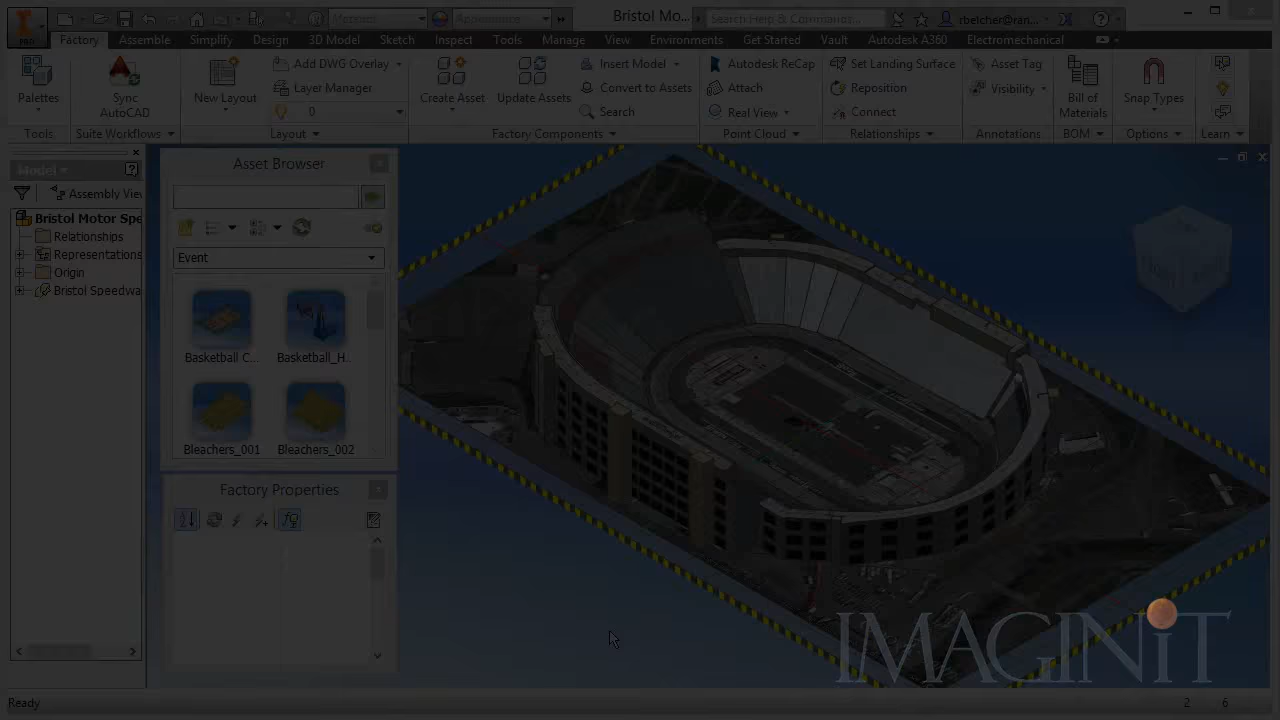 PRO
Material
Appearance
Bristol Mo...
Search Help & Comman...
rbelcher@ran...
Factory
Assemble
Simplify
Design
3D Model
Sketch
Inspect
Tools
Manage
View
Environments
Get Started
Vault
Autodesk A360
Electromechanical
Palettes
Sync
AutoCAD
New Layout
Add DWG Overlay
Layer Manager
0
Create Asset
Update Assets
Insert Model
Convert to Assets
Search
Autodesk ReCap
Attach
Real View
Set Landing Surface
Reposition
Connect
Asset Tag
Visibility
Bill of
Materials
Snap Types
Tools
Suite Workflows
Layout
Factory Components
Point Cloud
Relationships
Annotations
BOM
Options
Learn
Model
Assembly Vie
Bristol Motor Spe
Relationships
Representations
Origin
Bristol Speedwa
Asset Browser
Event
Basketball C...
Basketball_H..
Bleachers_001
Bleachers_002
Factory Properties
IMAGINiT
Ready
2
6